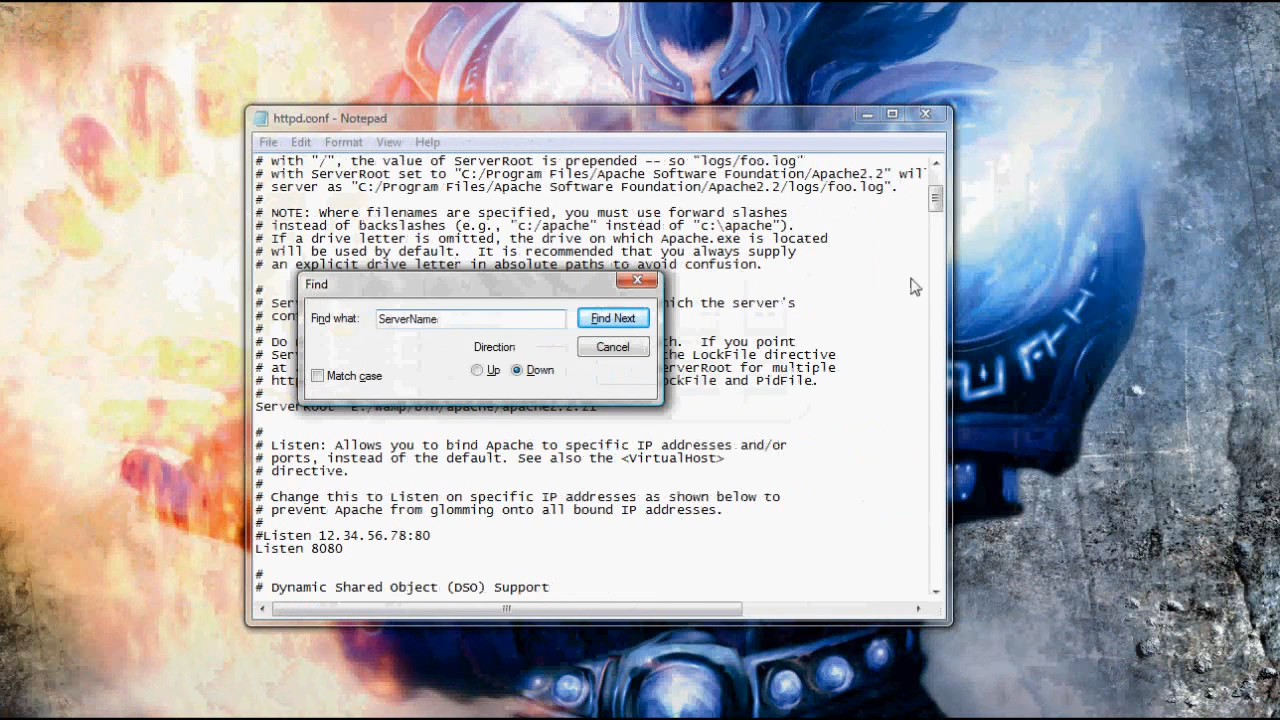 httpd.conf - Notepad
File Edit Format View Help
# with "/", the value of ServerRoot is prepended -- so "logs/foo.log"
# with ServerRoot set to "C:/Program Files/Apache Software Foundation/Apache2.2" wil
# server as "C:/Program Files/Apache Software Foundation/Apache2.2/logs/foo.log".
#
# NOTE: Where filenames are specified, you must use forward slashes
# instead of backslashes (e.g., "c:/apache" instead of "c:\apache").
# If a drive letter is omitted, the drive on which Apache.exe is located
# will be used by default.  It is recommended that you always supply
# an explicit drive letter in absolute paths to avoid confusion.
#
# Ser hich the server's
# con
#
# Do If you point
# Ser the LockFile directive
# at erverRoot for multiple
# htt ockFile and PidFile.
#
ServerRoot "E:/wamp/bin/apache/apache2.2.21"
#
# Listen: Allows you to bind Apache to specific IP addresses and/or
# ports, instead of the default. See also the <VirtualHost>
# directive.
#
# Change this to Listen on specific IP addresses as shown below to
# prevent Apache from glomming onto all bound IP addresses.
#
#Listen 12.34.56.78:80
Listen 8080
#
# Dynamic Shared Object (DSO) Support
Find
Find what: ServerName Find Next
Direction Cancel
Match case Up Down